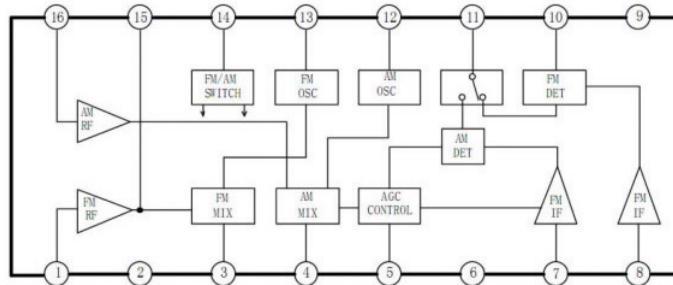 16 15 14 13 12 11 10 9
FM/AM
SWITCH
FM
OSC
AM
OSC
FM
DET
AM
RF
AM
DET
FM
RF
FM
MIX
AM
MIX
AGC
CONTROL
FM
IF
FM
IF
1 2 3 4 5 6 7 8